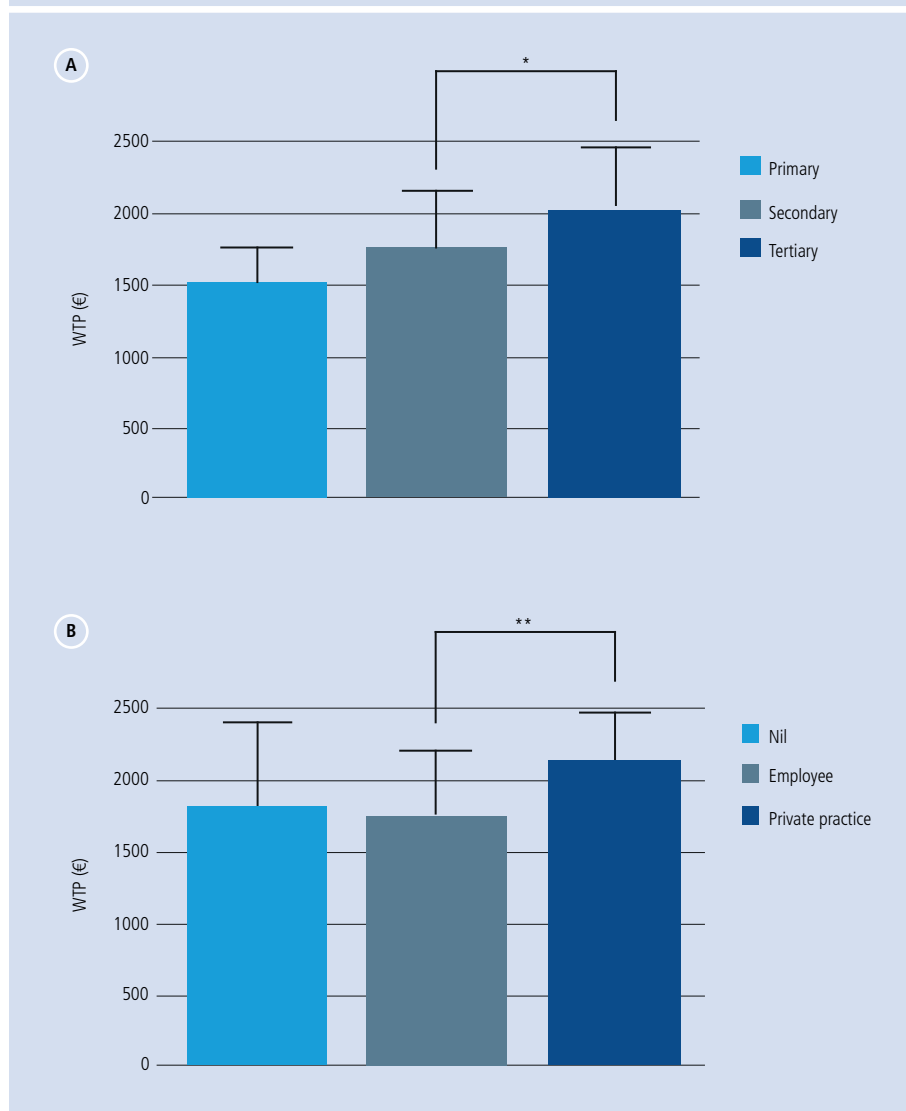 A
*
2500
2000
1500
1000
500
0
WTP (€)
Primary
Secondary
Tertiary
B
**
2500
2000
1500
1000
500
0
WTP (€)
Nil
Employee
Private practice